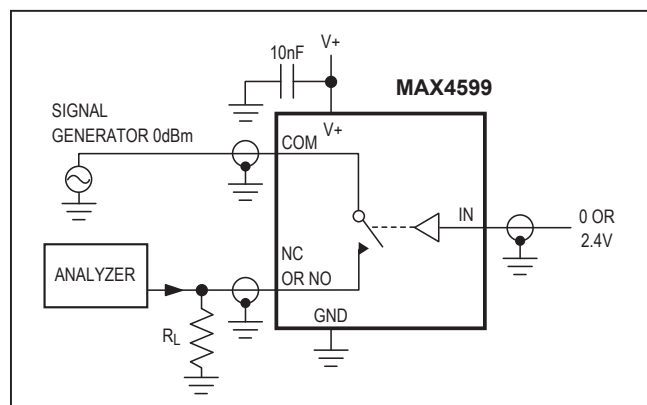 10nF
V+
MAX4599
SIGNAL
GENERATOR 0dBm
V+
COM
IN
0 OR
2.4V
NC
OR NO
ANALYZER
GND
RL